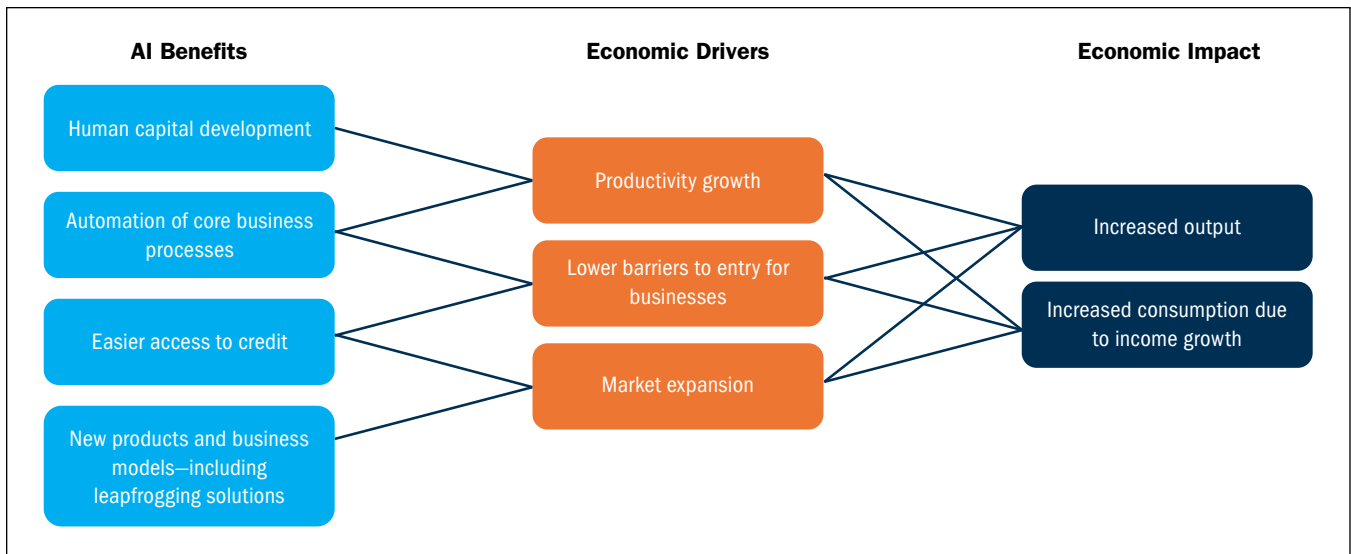 AI Benefits
Economic Drivers
Economic Impact
Human capital development
Automation of core business
processes
Easier access to credit
New products and business
models—including
leapfrogging solutions
Productivity growth
Lower barriers to entry for
businesses
Market expansion
Increased output
Increased consumption due
to income growth